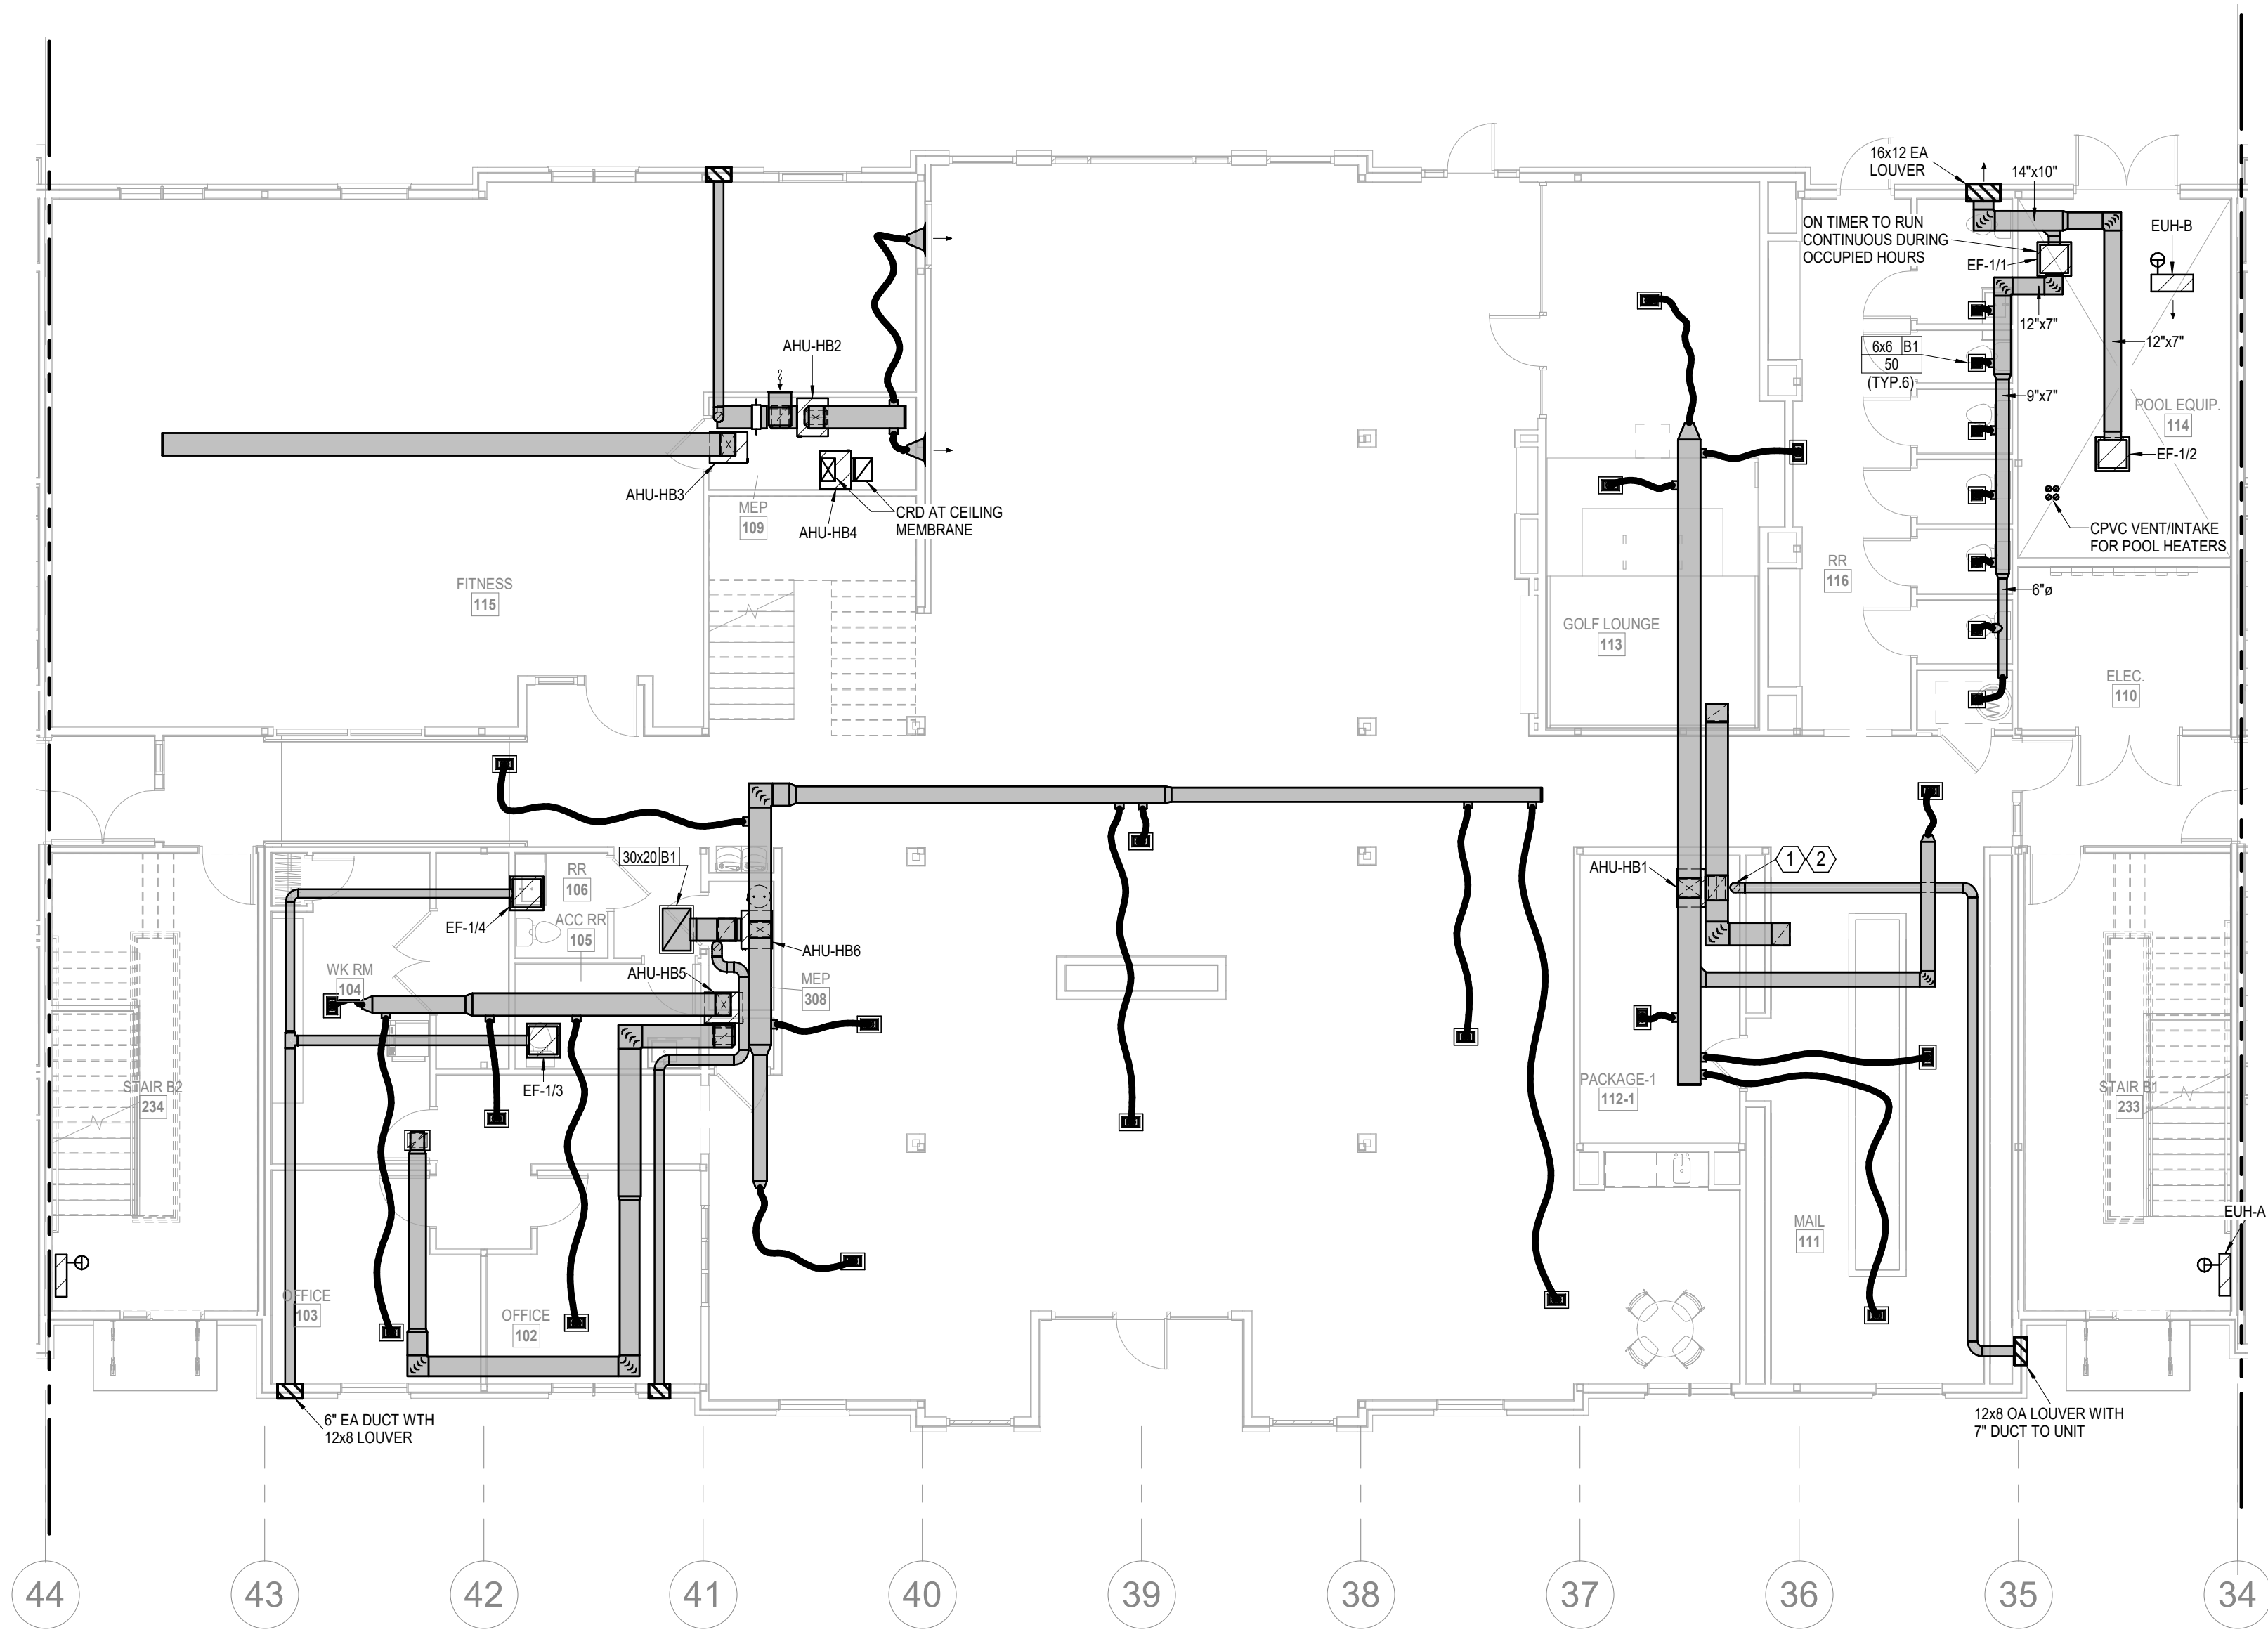 16x12 EA
LOUVER
14"x10"
ON TIMER TO RUN
CONTINUOUS DURING
OCCUPIED HOURS
EUH-B
EF-1/1
12"x7"
12"x7"
6x6 B1
50
(TYP.6)
9"x7"
POOL EQUIP.
114
EF-1/2
AHU-HB2
AHU-HB3
MEP
109
AHU-HB4
CRD AT CEILING
MEMBRANE
CPVC VENT/INTAKE
FOR POOL HEATERS
FITNESS
115
RR
116
6"ø
GOLF LOUNGE
113
ELEC.
110
W
30x20 B1
RR
106
ACC RR
105
EF-1/4
AHU-HB1
1 2
AHU-HB6
WK RM
104
AHU-HB5
MEP
308
EF-1/3
STAIR B2
234
PACKAGE-1
112-1
STAIR B1
233
MAIL
111
EUH-A
OFFICE
103
OFFICE
102
6" EA DUCT WTH
12x8 LOUVER
12x8 OA LOUVER WITH
7" DUCT TO UNIT
44 43 42 41 40 39 38 37 36 35 34